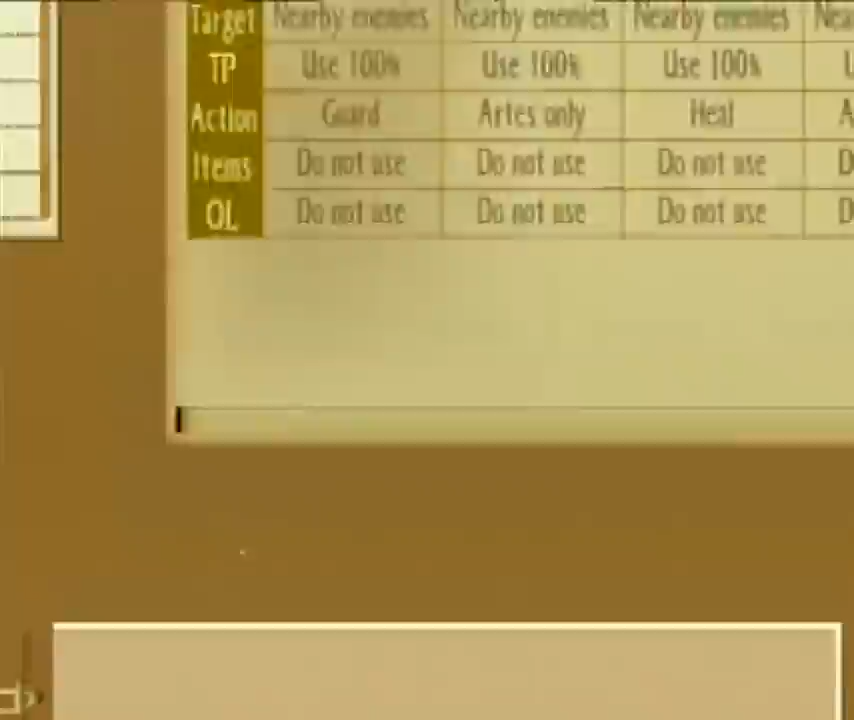 Target Nearby enemies Nearby enemies Nearby enemies Nea
TP Use 100% Use 100% Use 100% U
Action Guard Artes only Heal A
Items Do not use Do not use Do not use D
OL Do not use Do not use Do not use D